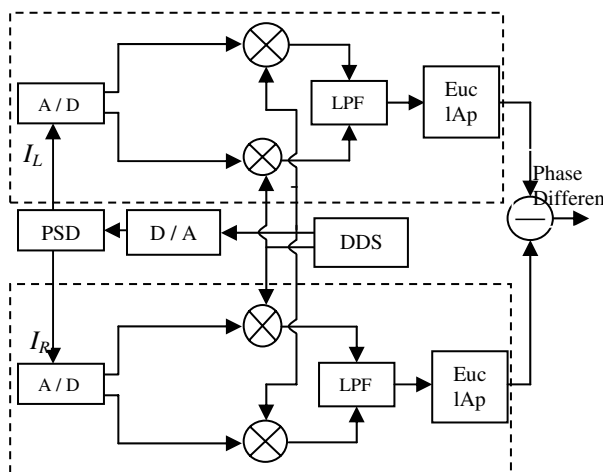 A / D
LPF
Euc
lAp
I_L
Phase
Differen
PSD
D / A
DDS
I_R
A / D
LPF
Euc
lAp